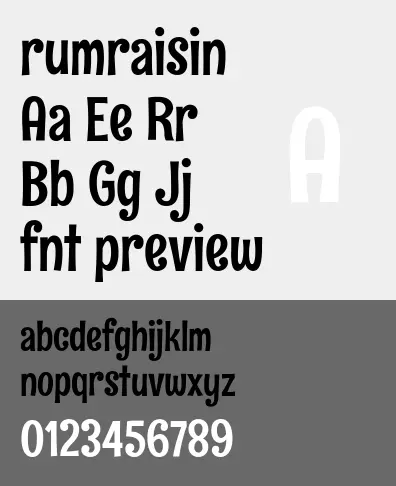 rumraisin
Aa Ee Rr
A
Bb Gg Jj
fnt preview
abcdefghijklm
nopqrstuvwxyz
0123456789